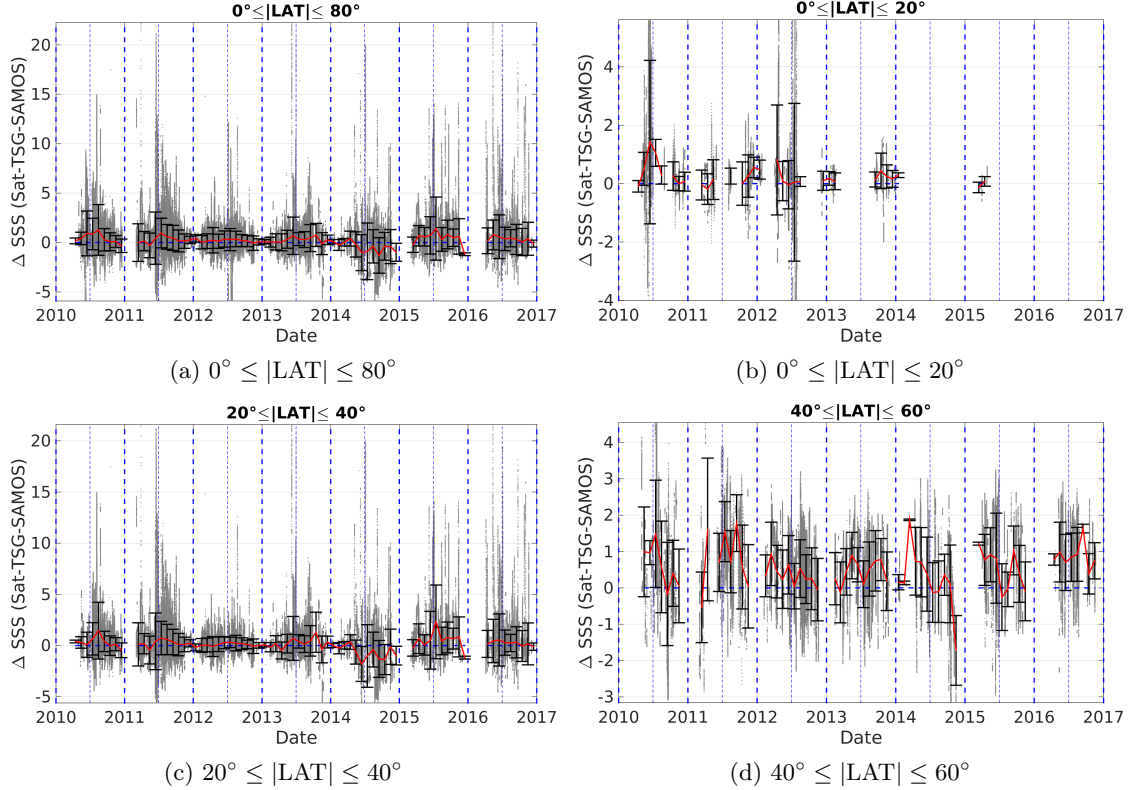 0°≤|LAT|≤ 80°
Δ SSS (Sat-TSG-SAMOS)
20
15
10
5
0
-5
2010 2011 2012 2013 2014 2015 2016 2017
Date
(a) 0° ≤ |LAT| ≤ 80°
0°≤|LAT|≤ 20°
Δ SSS (Sat-TSG-SAMOS)
4
2
0
-2
-4
2010 2011 2012 2013 2014 2015 2016 2017
Date
(b) 0° ≤ |LAT| ≤ 20°
20°≤|LAT|≤ 40°
Δ SSS (Sat-TSG-SAMOS)
20
15
10
5
0
-5
2010 2011 2012 2013 2014 2015 2016 2017
Date
(c) 20° ≤ |LAT| ≤ 40°
40°≤|LAT|≤ 60°
Δ SSS (Sat-TSG-SAMOS)
4
3
2
1
0
-1
-2
-3
2010 2011 2012 2013 2014 2015 2016 2017
Date
(d) 40° ≤ |LAT| ≤ 60°